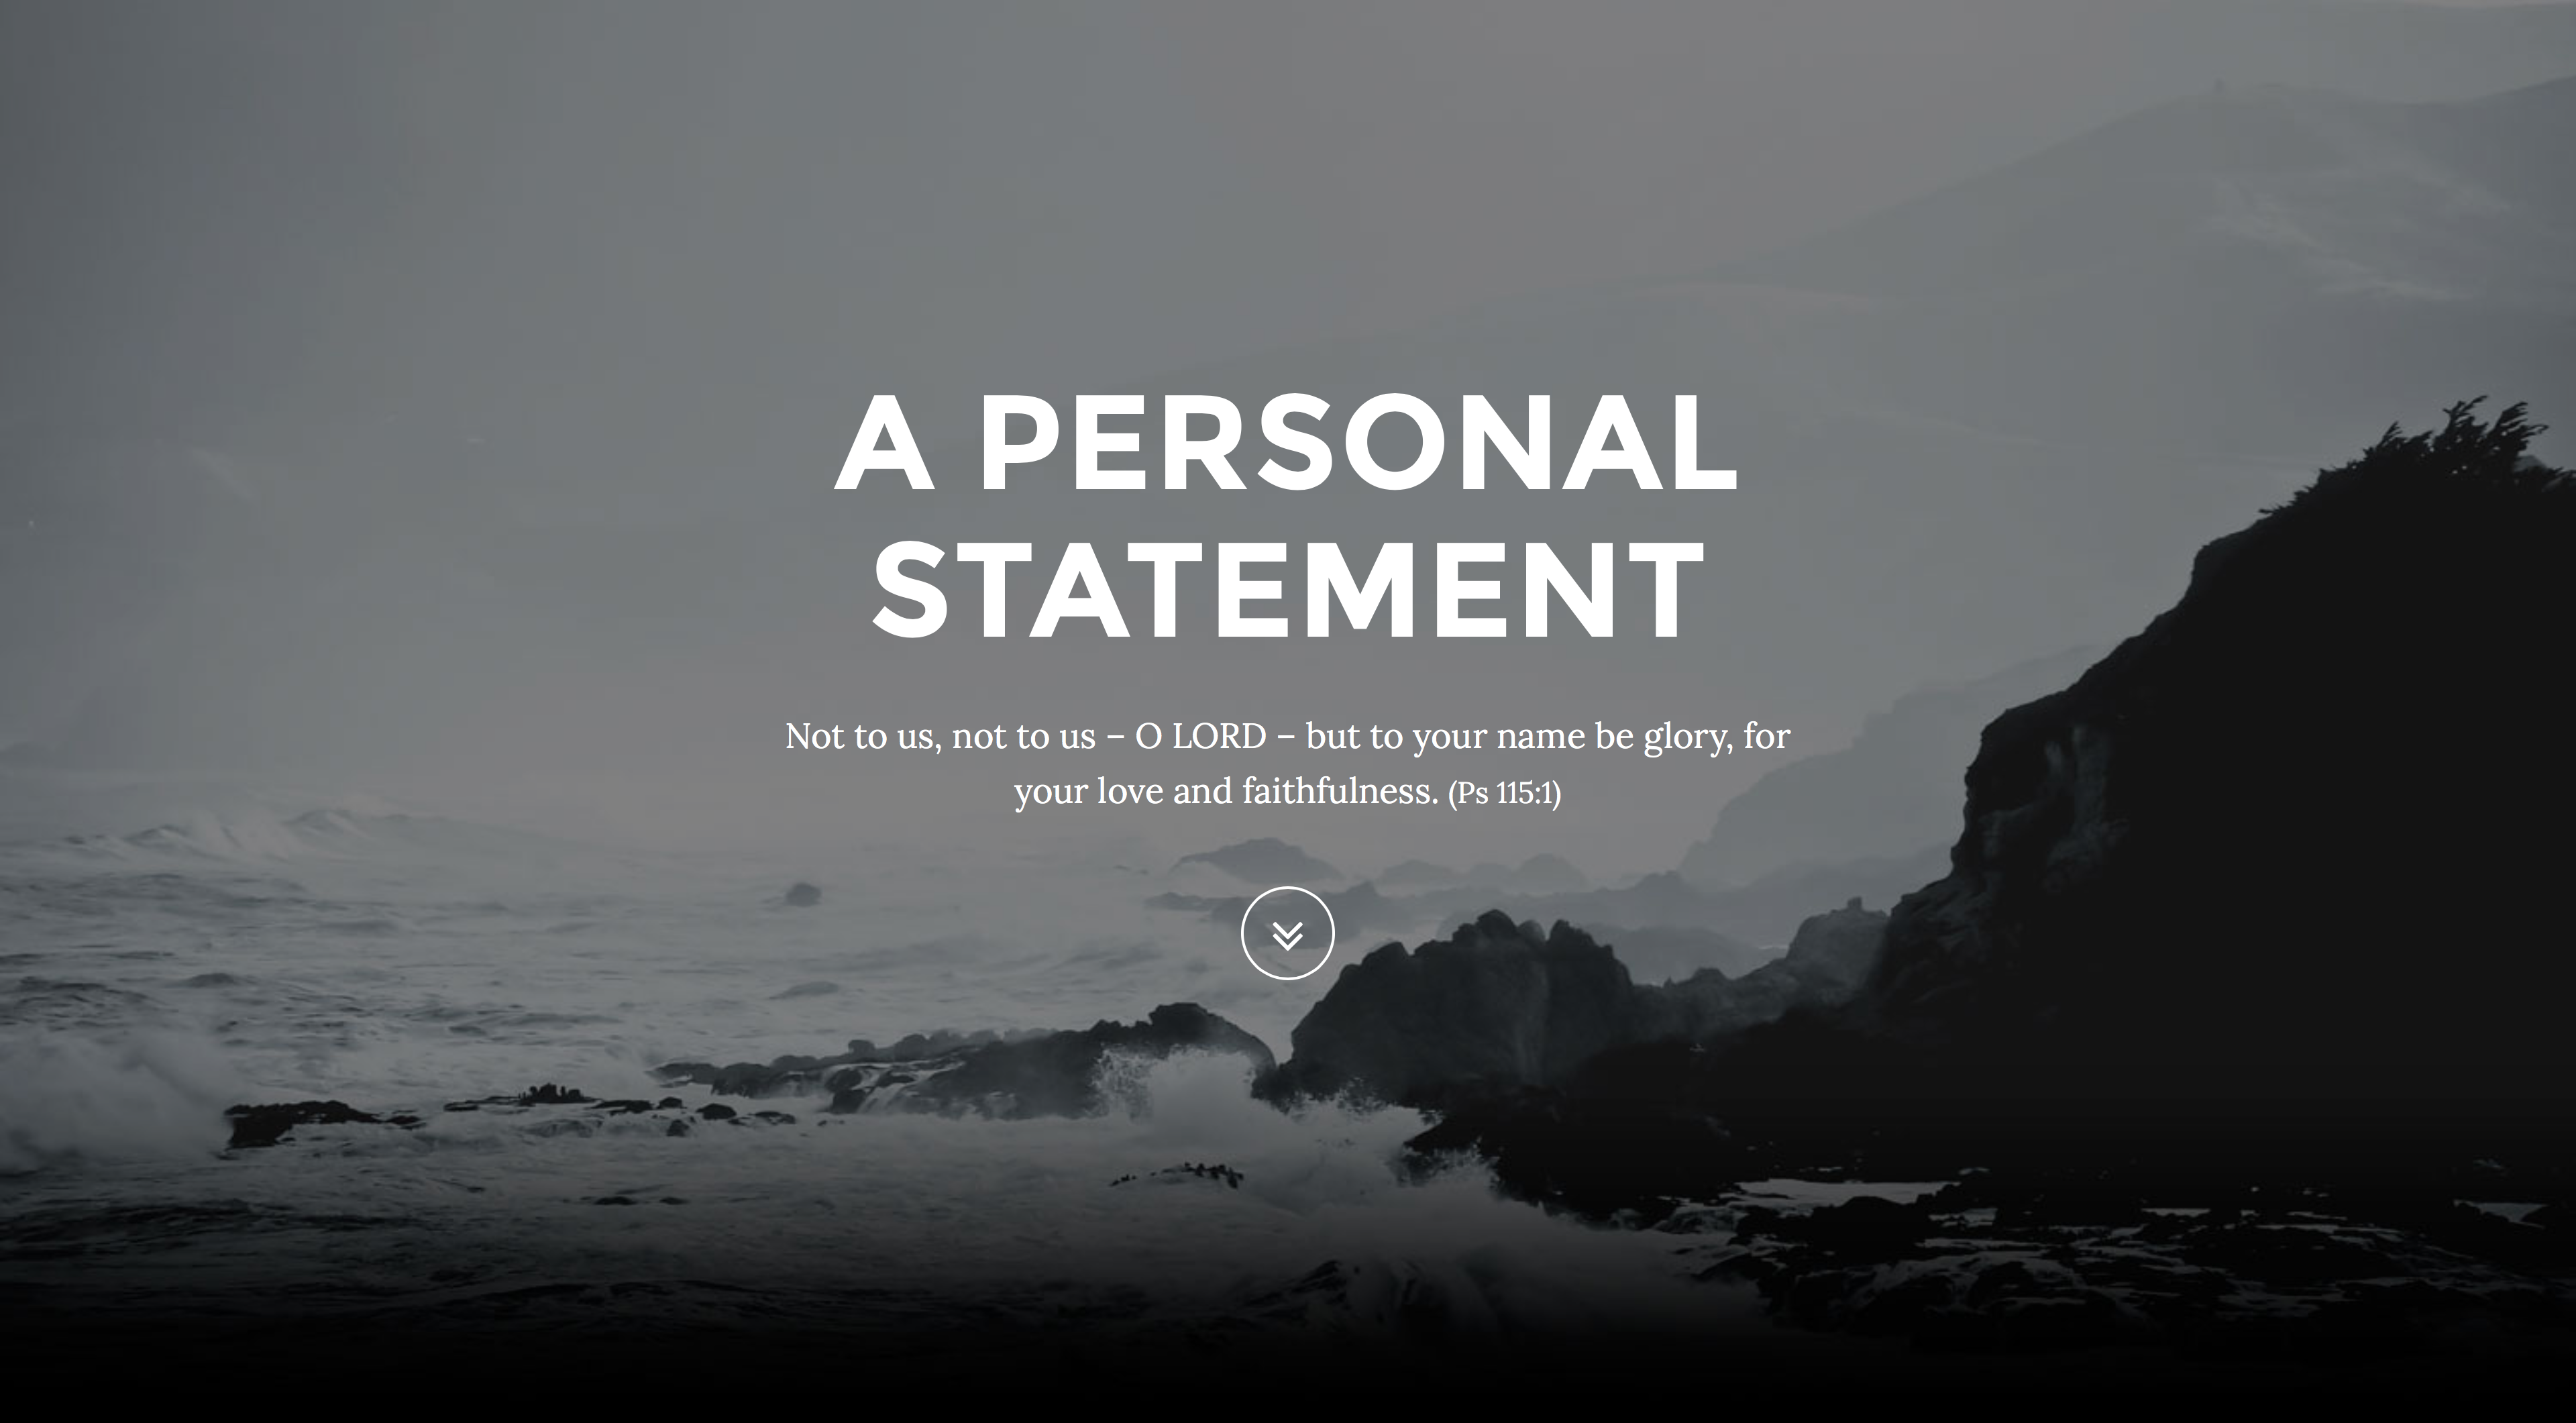 A PERSONAL
STATEMENT
Not to us, not to us – O LORD – but to your name be glory, for
your love and faithfulness. (Ps 115:1)